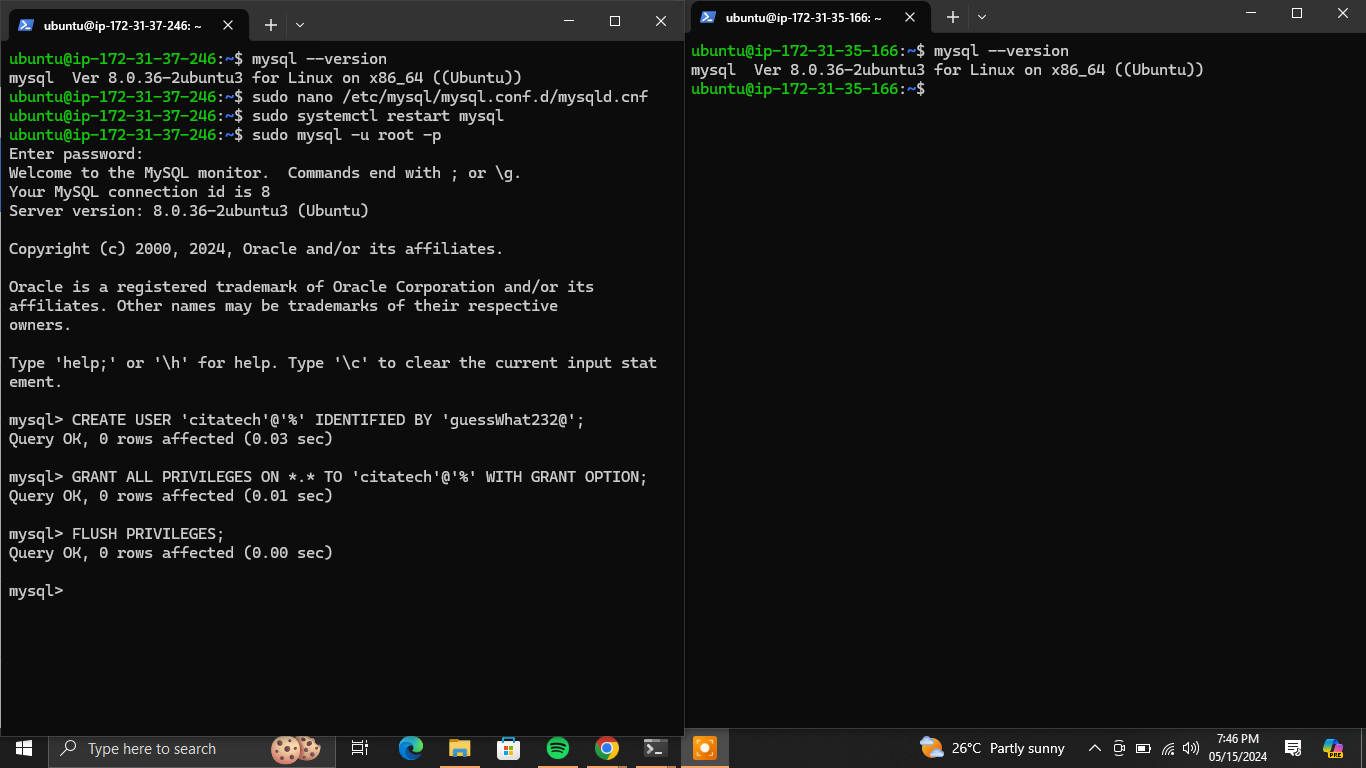 ubuntu@ip-172-31-37-246: ~
ubuntu@ip-172-31-37-246:~$ mysql --version
mysql  Ver 8.0.36-2ubuntu3 for Linux on x86_64 ((Ubuntu))
ubuntu@ip-172-31-37-246:~$ sudo nano /etc/mysql/mysql.conf.d/mysqld.cnf
ubuntu@ip-172-31-37-246:~$ sudo systemctl restart mysql
ubuntu@ip-172-31-37-246:~$ sudo mysql -u root -p
Enter password:
Welcome to the MySQL monitor.  Commands end with ; or \g.
Your MySQL connection id is 8
Server version: 8.0.36-2ubuntu3 (Ubuntu)
Copyright (c) 2000, 2024, Oracle and/or its affiliates.
Oracle is a registered trademark of Oracle Corporation and/or its
affiliates. Other names may be trademarks of their respective
owners.
Type 'help;' or '\h' for help. Type '\c' to clear the current input stat
ement.
mysql> CREATE USER 'citatech'@'%' IDENTIFIED BY 'guessWhat232@';
Query OK, 0 rows affected (0.03 sec)
mysql> GRANT ALL PRIVILEGES ON *.* TO 'citatech'@'%' WITH GRANT OPTION;
Query OK, 0 rows affected (0.01 sec)
mysql> FLUSH PRIVILEGES;
Query OK, 0 rows affected (0.00 sec)
mysql>
ubuntu@ip-172-31-35-166: ~
ubuntu@ip-172-31-35-166:~$ mysql --version
mysql  Ver 8.0.36-2ubuntu3 for Linux on x86_64 ((Ubuntu))
ubuntu@ip-172-31-35-166:~$
Type here to search
26°C  Partly sunny
7:46 PM
05/15/2024
PRE